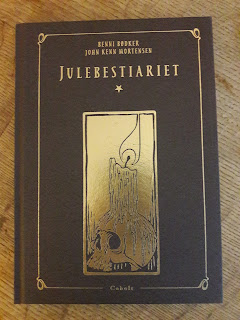 BENNI BØDKER
JOHN KENN MORTENSEN
JULEBESTIARIET
Cobolt